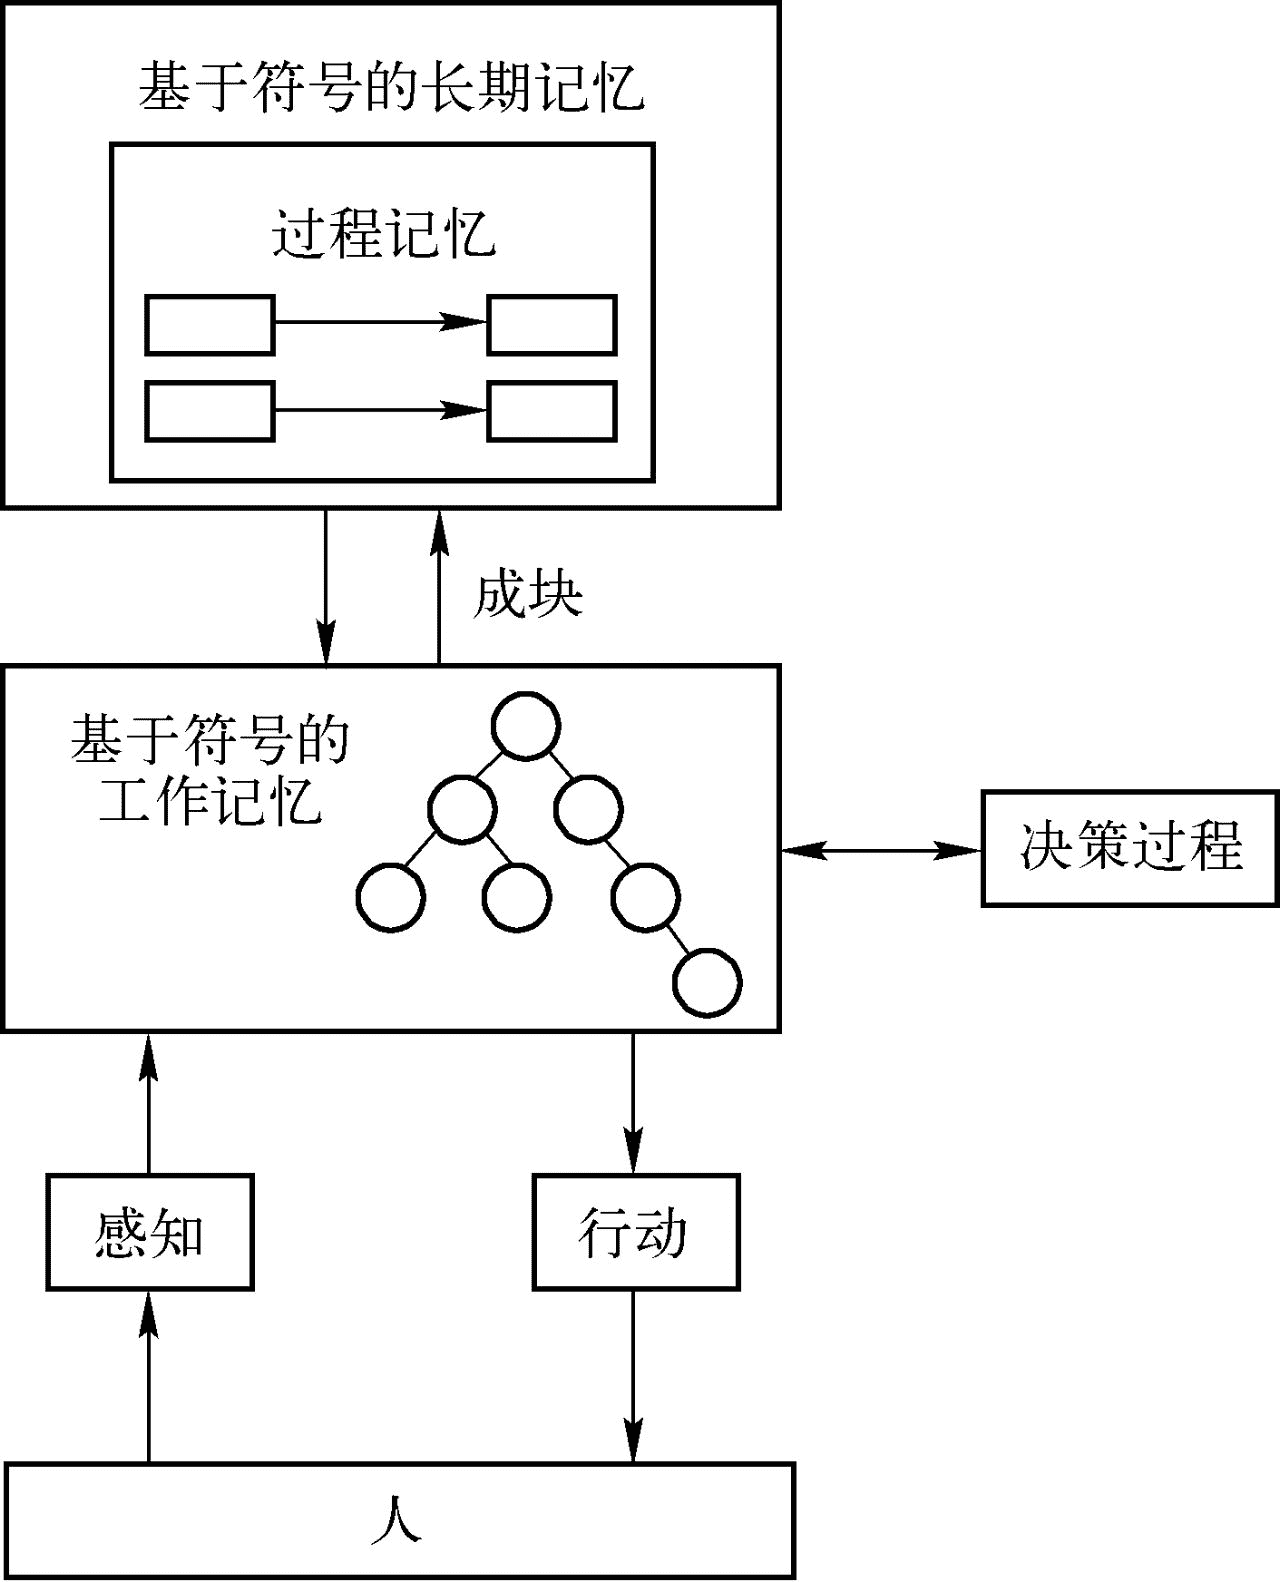 基于符号的长期记忆
过程记忆
成块
基于符号的
工作记忆
决策过程
感知
行动
人